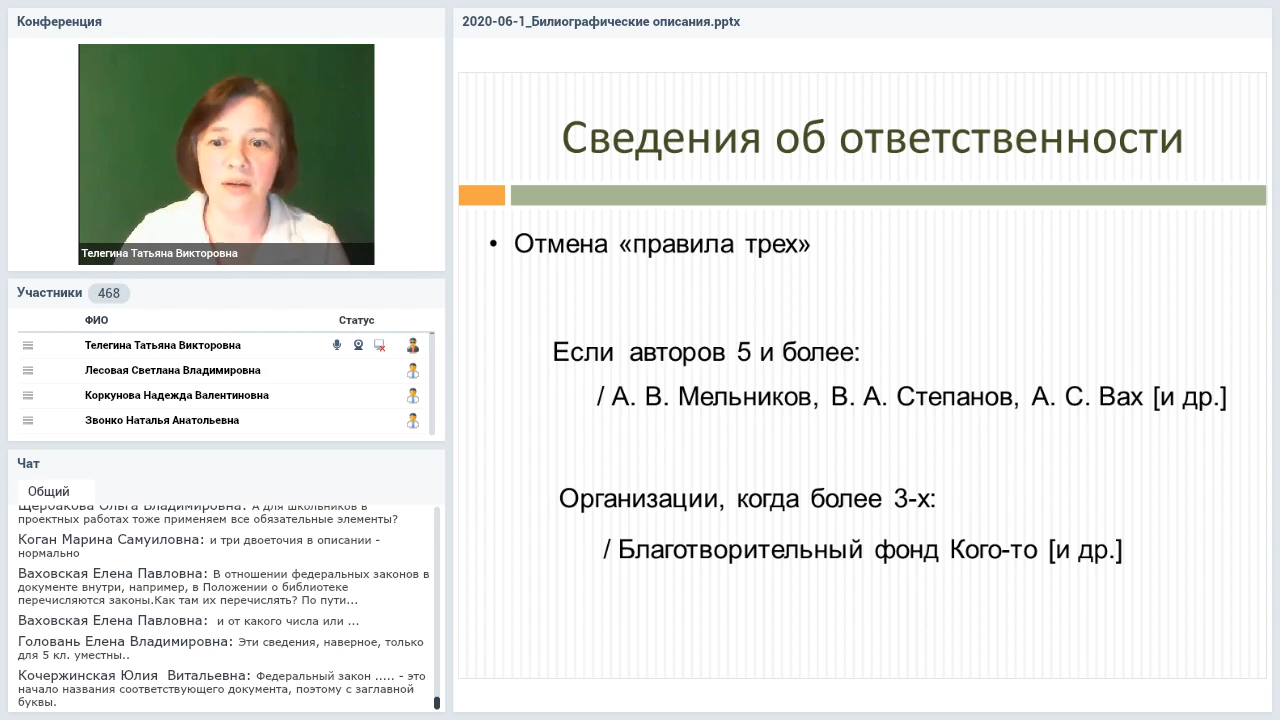 Конференция
Телегина Татьяна Викторовна
Участники 468
ФИО Статус
Телегина Татьяна Викторовна
Лесовая Светлана Владимировна
Коркунова Надежда Валентиновна
Звонко Наталья Анатольевна
Чат
Общий
Щербакова Ольга Владимировна: А для школьников в
проектных работах тоже применяем все обязательные элементы?
Коган Марина Самуиловна: и три двоеточия в описании -
нормально
Ваховская Елена Павловна: В отношении федеральных законов в
документе внутри, например, в Положении о библиотеке
перечисляются законы.Как там их перечислять? По пути...
Ваховская Елена Павловна: и от какого числа или ...
Головань Елена Владимировна: Эти сведения, наверное, только
для 5 кл. уместны..
Кочержинская Юлия Витальевна: Федеральный закон ..... - это
начало названия соответствующего документа, поэтому с заглавной
буквы.
2020-06-1_Билиографические описания.pptx
Сведения об ответственности
• Отмена «правила трех»
Если авторов 5 и более:
/ А. В. Мельников, В. А. Степанов, А. С. Вах [и др.]
Организации, когда более 3-х:
/ Благотворительный фонд Кого-то [и др.]